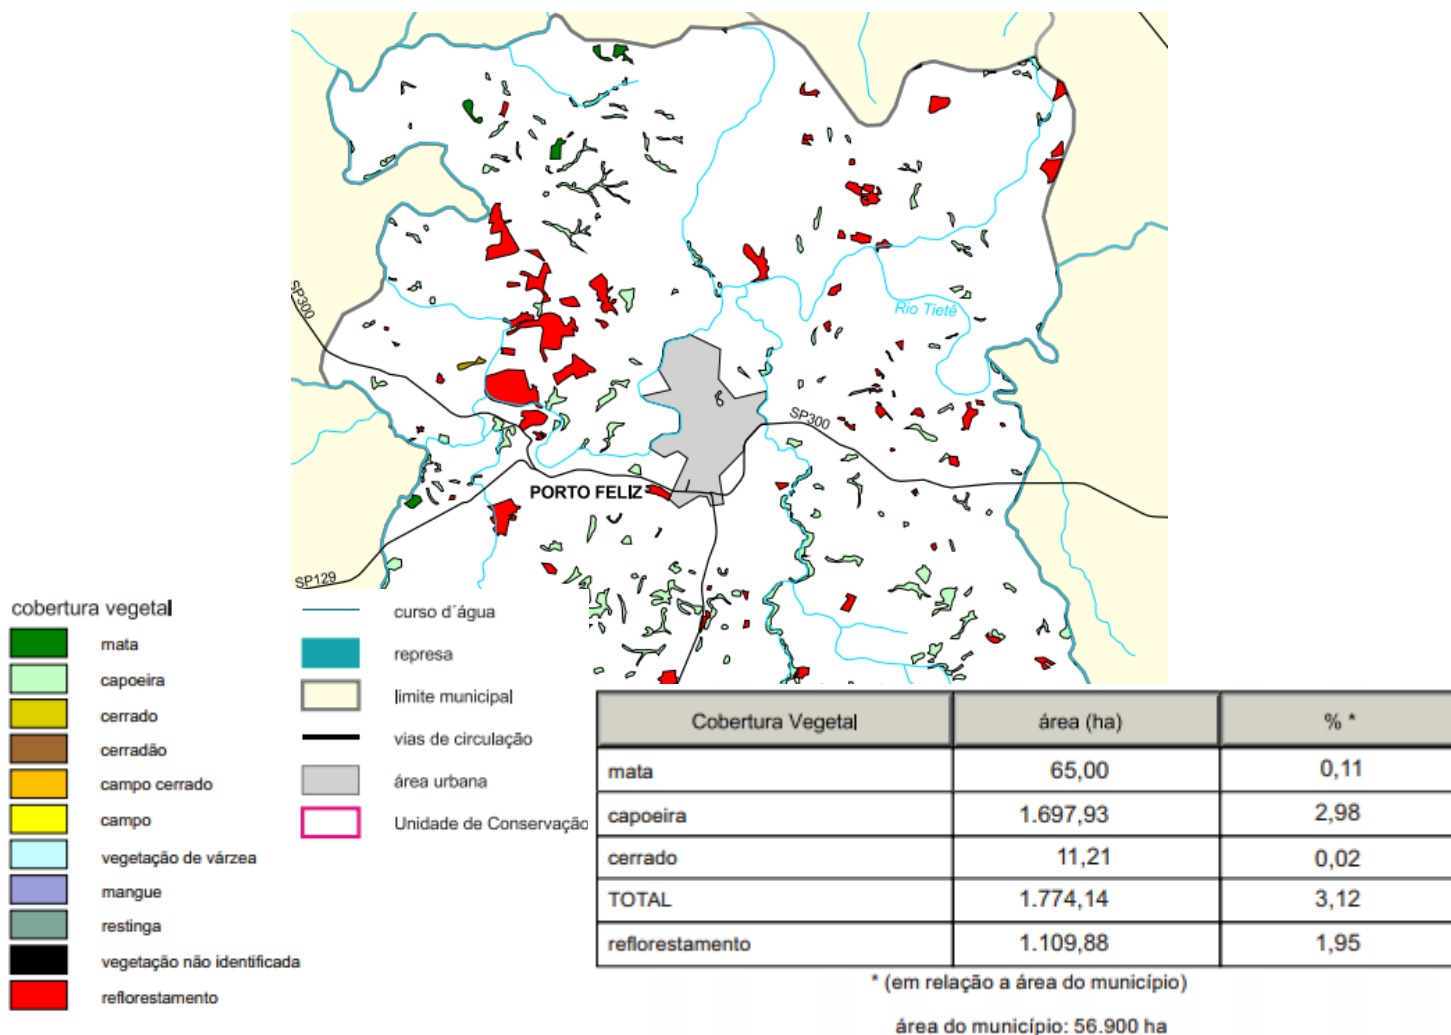 SP300
Rio Tietê
SP300
PORTO FELIZ
SP129
cobertura vegetal
mata
capoeira
cerrado
cerradão
campo cerrado
campo
vegetação de várzea
mangue
restinga
vegetação não identificada
reflorestamento
curso d´água
represa
limite municipal
vias de circulação
área urbana
Unidade de Conservação
Cobertura Vegetal área (ha) % *
mata 65,00 0,11
capoeira 1.697,93 2,98
cerrado 11,21 0,02
TOTAL 1.774,14 3,12
reflorestamento 1.109,88 1,95
* (em relação a área do município)
área do município: 56.900 ha